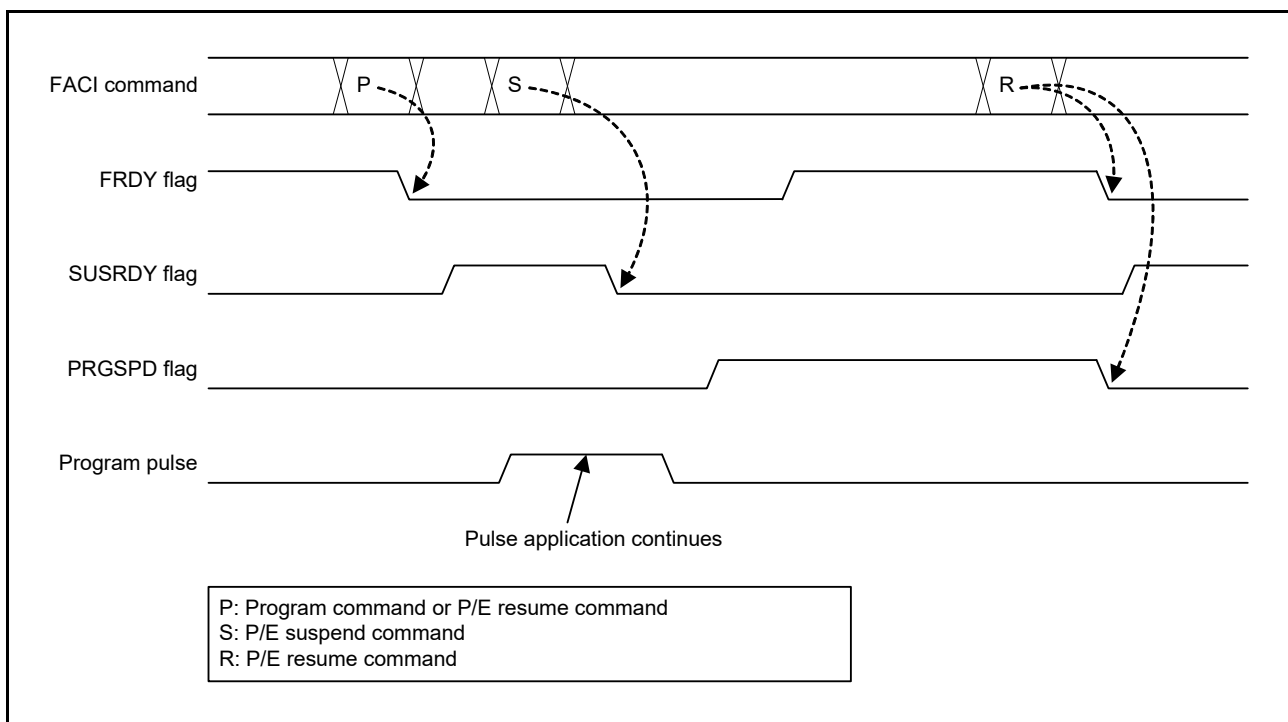 FACI command
P
S
R
FRDY flag
SUSRDY flag
PRGSPD flag
Program pulse
Pulse application continues
P: Program command or P/E resume command
S: P/E suspend command
R: P/E resume command